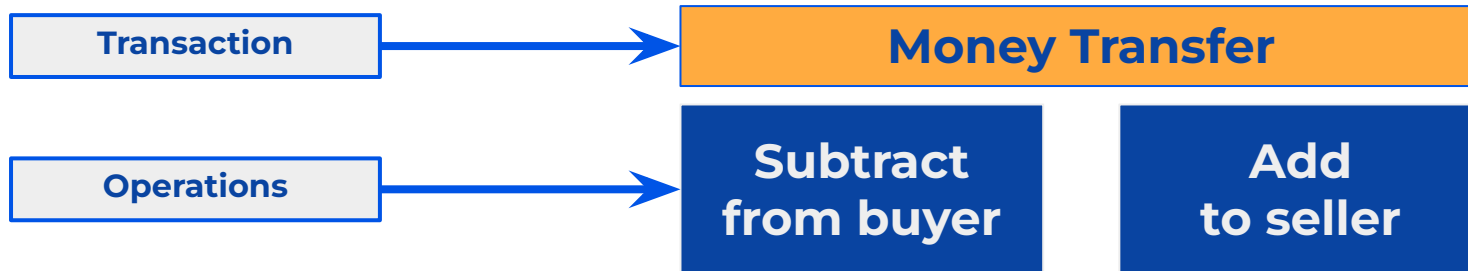 Transaction
Money Transfer
Operations
Subtract
from buyer
Add
to seller